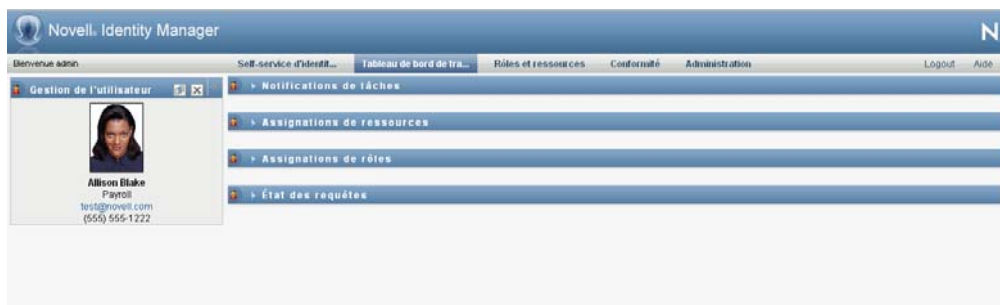 Novell® Identity Manager
N
Bienvenue admin
Self-service d'identit... Tableau de bord de tra... Rôles et ressources Conformité Administration Logout Aide
Gestion de l'utilisateur
Notifications de tâches
Assignations de ressources
Assignations de rôles
État des requêtes
Allison Blake
Payroll
test@novell.com
(555) 555-1222